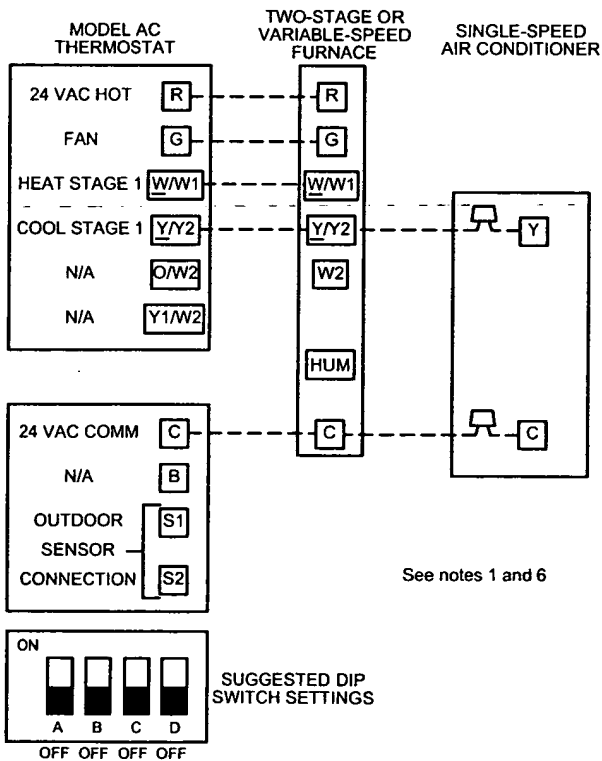 MODEL AC
THERMOSTAT
TWO-STAGE OR
VARIABLE-SPEED
FURNACE
SINGLE-SPEED
AIR CONDITIONER
24 VAC HOT R R
FAN G G
HEAT STAGE 1 W/W1 W/W1
COOL STAGE 1 Y/Y2 Y/Y2 Y
N/A O/W2 W2
N/A Y1/W2
HUM
24 VAC COMM C C C
N/A B
OUTDOOR S1
SENSOR
CONNECTION S2
See notes 1 and 6
ON
A B C D
OFF OFF OFF OFF
SUGGESTED DIP
SWITCH SETTINGS